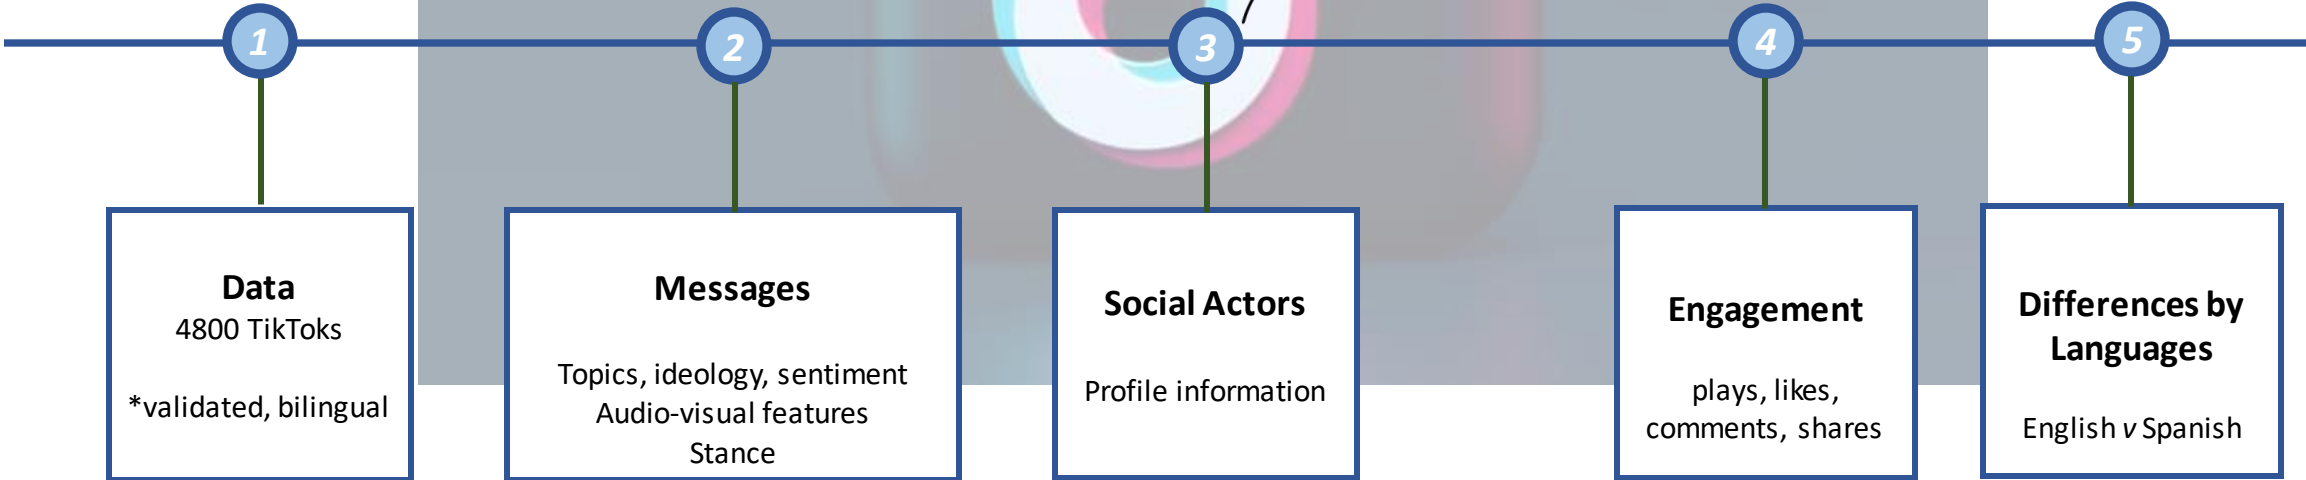 1
2
3
4
5
Data
4800 TikToks
*validated, bilingual
Messages
Topics, ideology, sentiment
Audio-visual features
Stance
Social Actors
Profile information
Engagement
plays, likes,
comments, shares
Differences by
Languages
English v Spanish